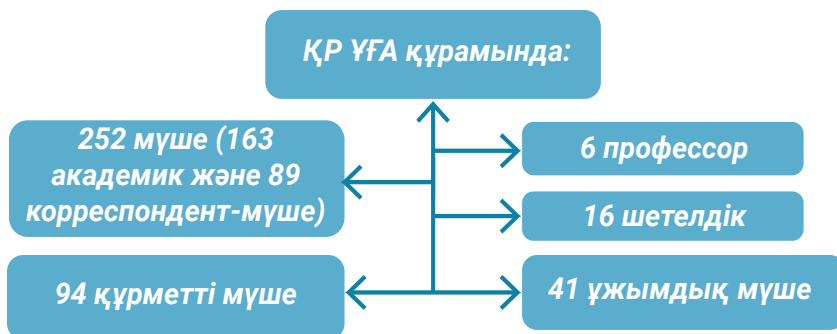 ҚР ҰҒА құрамында:
252 мүше (163
академик және 89
корреспондент-мүше)
94 құрметті мүше
6 профессор
16 шетелдік
41 ұжымдық мүше